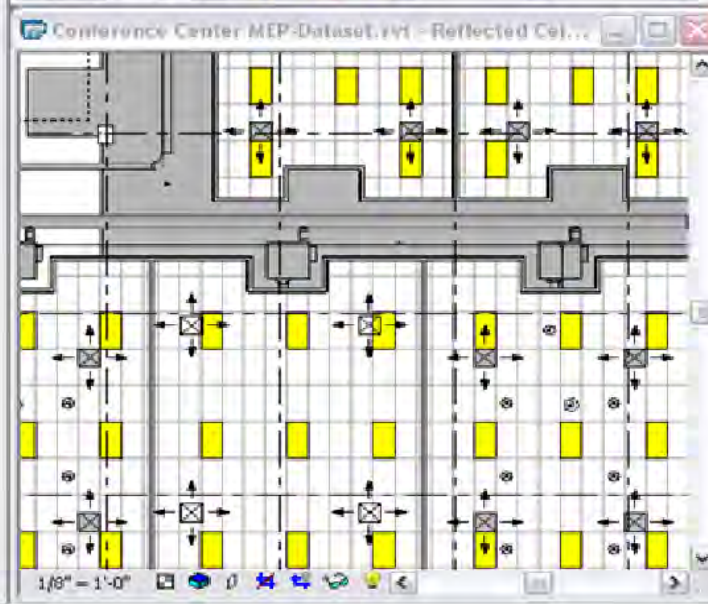 Conference Center MEP-Dataset.rvt - Reflected Cei...
1/8" = 1'-0"